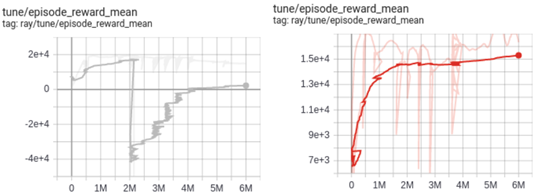 tune/episode_reward_mean
tag: ray/tune/episode_reward_mean
2e+4
0
-2e+4
-4e+4
0 1M 2M 3M 4M 5M 6M
tune/episode_reward_mean
tag: ray/tune/episode_reward_mean
1.5e+4
1.3e+4
1.1e+4
9e+3
7e+3
0 1M 2M 3M 4M 5M 6M